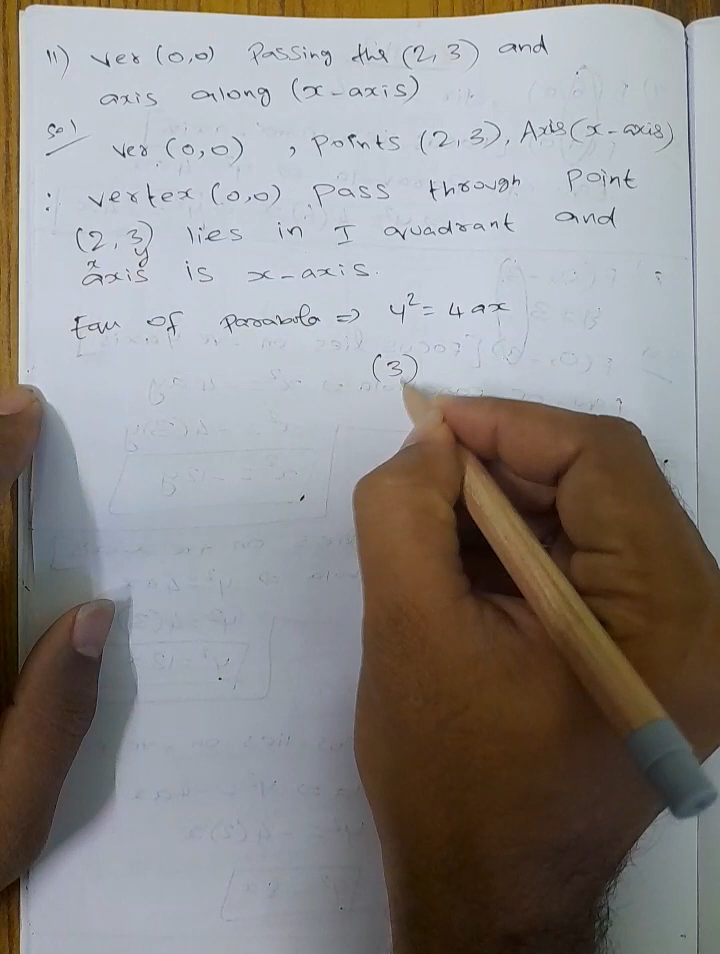 11) ver (0,0) Passing thr (2,3) and
axis along (x-axis)
Sol
ver (0,0) , Points (2,3), Axis (x-axis)
: vertex (0,0) pass through point
(2,3) lies in I quadrant and
x y
axis is x-axis.
Equ of Parabola => y² = 4ax
(3)